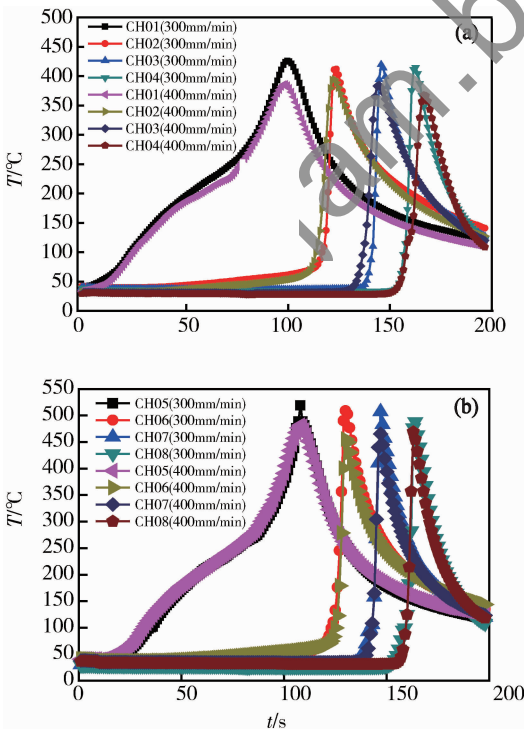 500
450
400
350
300
250
200
150
100
50
0
T/℃
CH01(300mm/min)
CH02(300mm/min)
CH03(300mm/min)
CH04(300mm/min)
CH01(400mm/min)
CH02(400mm/min)
CH03(400mm/min)
CH04(400mm/min)
(a)
0 50 100 150 200
550
500
450
400
350
300
250
200
150
100
50
0
T/℃
CH05(300mm/min)
CH06(300mm/min)
CH07(300mm/min)
CH08(300mm/min)
CH05(400mm/min)
CH06(400mm/min)
CH07(400mm/min)
CH08(400mm/min)
(b)
0 50 100 150 200
t/s